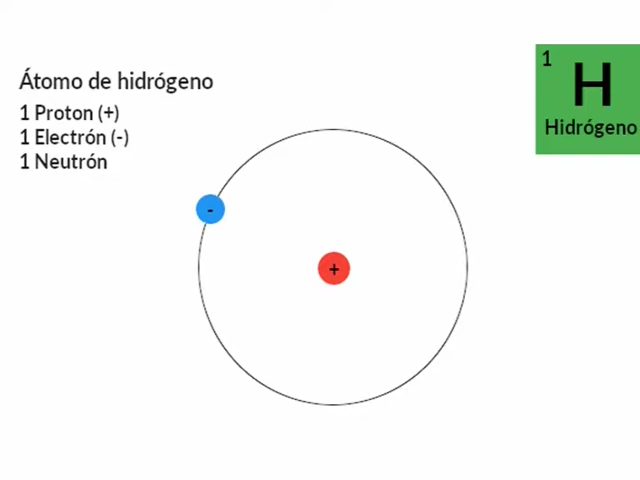 Átomo de hidrógeno
1 Proton (+)
1 Electrón (-)
1 Neutrón
1
H
Hidrógeno
-
+